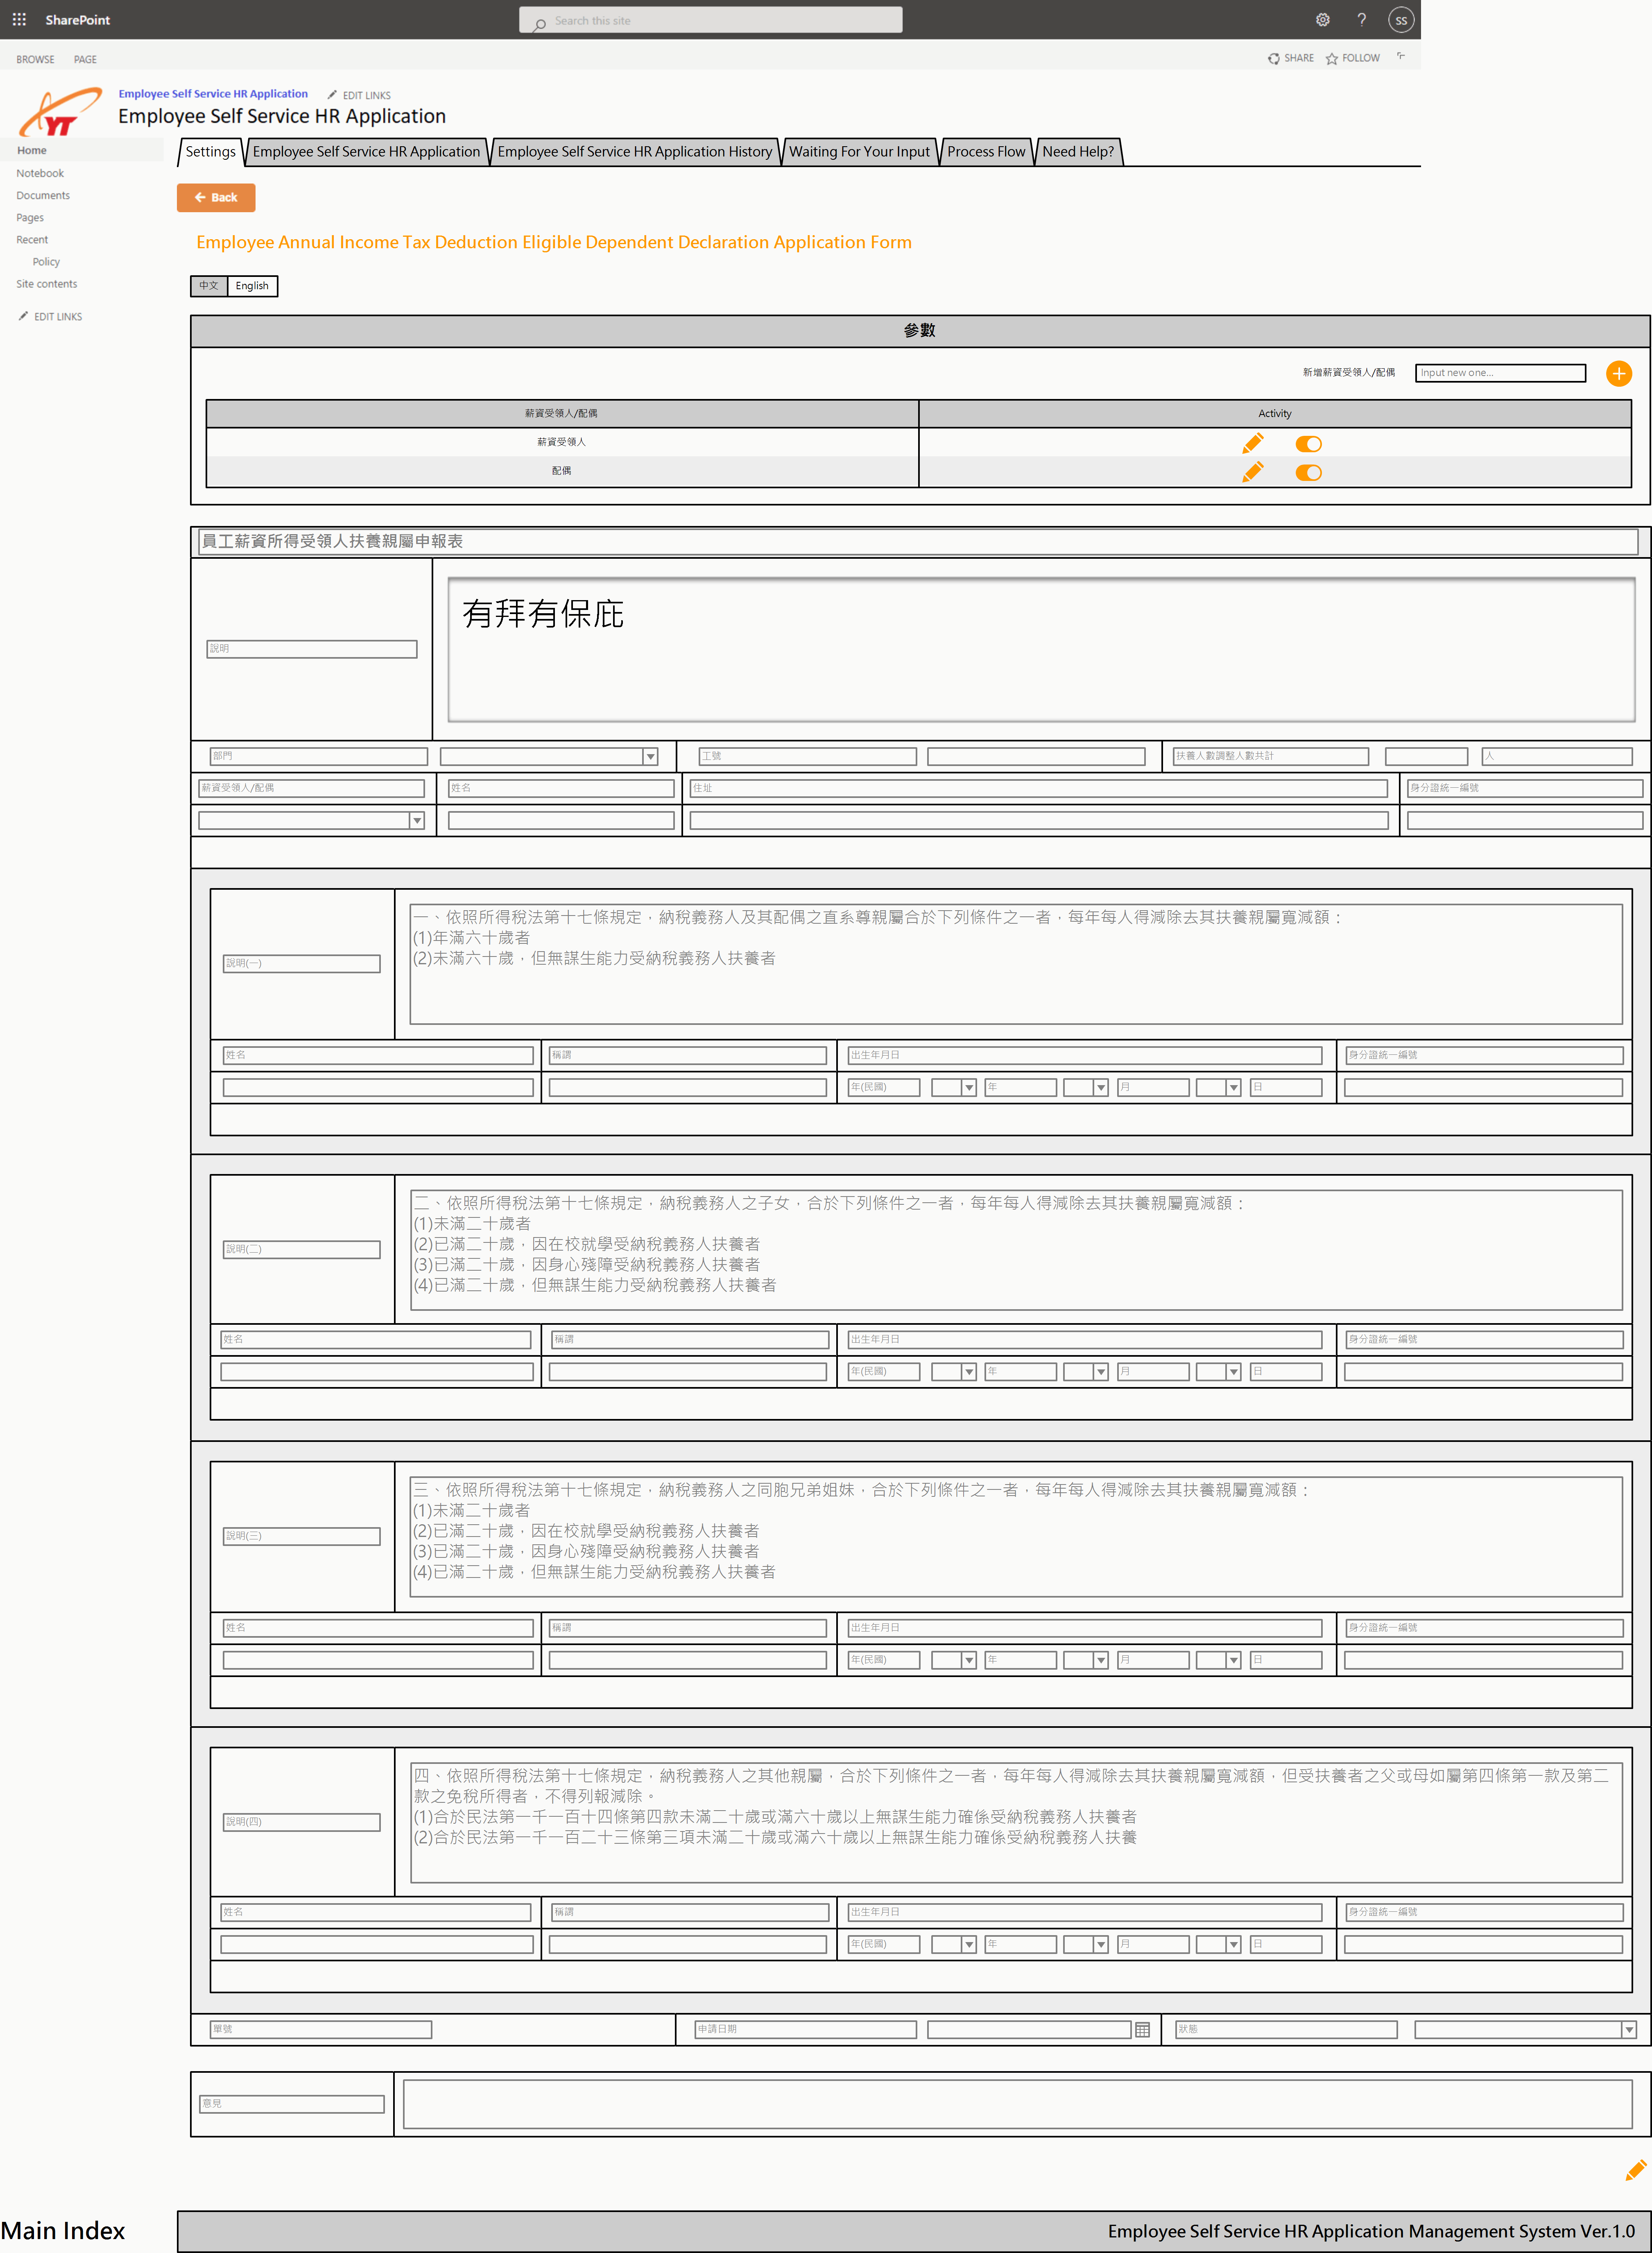 SharePoint
Search this site
?
SS
BROWSE PAGE
SHARE FOLLOW
Employee Self Service HR Application EDIT LINKS
Employee Self Service HR Application
YT
Home
Notebook
Documents
Pages
Recent
Policy
Site contents
EDIT LINKS
Settings Employee Self Service HR Application Employee Self Service HR Application History Waiting For Your Input Process Flow Need Help?
Back
Employee Annual Income Tax Deduction Eligible Dependent Declaration Application Form
中文 English
參數
新增薪資受領人/配偶 Input new one...
薪資受領人/配偶 Activity
薪資受領人
配偶
員工薪資所得受領人扶養親屬申報表
說明
有拜有保庇
部門 工號 扶養人數調整人數共計 人
薪資受領人/配偶 姓名 住址 身分證統一編號
說明(一)
一、依照所得稅法第十七條規定，納稅義務人及其配偶之直系尊親屬合於下列條件之一者，每年每人得減除去其扶養親屬寬減額：
(1)年滿六十歲者
(2)未滿六十歲，但無謀生能力受納稅義務人扶養者
姓名 稱謂 出生年月日 身分證統一編號
年(民國) 年 月 日
說明(二)
二、依照所得稅法第十七條規定，納稅義務人之子女，合於下列條件之一者，每年每人得減除去其扶養親屬寬減額：
(1)未滿二十歲者
(2)已滿二十歲，因在校就學受納稅義務人扶養者
(3)已滿二十歲，因身心殘障受納稅義務人扶養者
(4)已滿二十歲，但無謀生能力受納稅義務人扶養者
姓名 稱謂 出生年月日 身分證統一編號
年(民國) 年 月 日
說明(三)
三、依照所得稅法第十七條規定，納稅義務人之同胞兄弟姐妹，合於下列條件之一者，每年每人得減除去其扶養親屬寬減額：
(1)未滿二十歲者
(2)已滿二十歲，因在校就學受納稅義務人扶養者
(3)已滿二十歲，因身心殘障受納稅義務人扶養者
(4)已滿二十歲，但無謀生能力受納稅義務人扶養者
姓名 稱謂 出生年月日 身分證統一編號
年(民國) 年 月 日
說明(四)
四、依照所得稅法第十七條規定，納稅義務人之其他親屬，合於下列條件之一者，每年每人得減除去其扶養親屬寬減額，但受扶養者之父或母如屬第四條第一款及第二
款之免稅所得者，不得列報減除。
(1)合於民法第一千一百十四條第四款未滿二十歲或滿六十歲以上無謀生能力確係受納稅義務人扶養者
(2)合於民法第一千一百二十三條第三項未滿二十歲或滿六十歲以上無謀生能力確係受納稅義務人扶養
姓名 稱謂 出生年月日 身分證統一編號
年(民國) 年 月 日
單號 申請日期 狀態
意見
Main Index
Employee Self Service HR Application Management System Ver.1.0